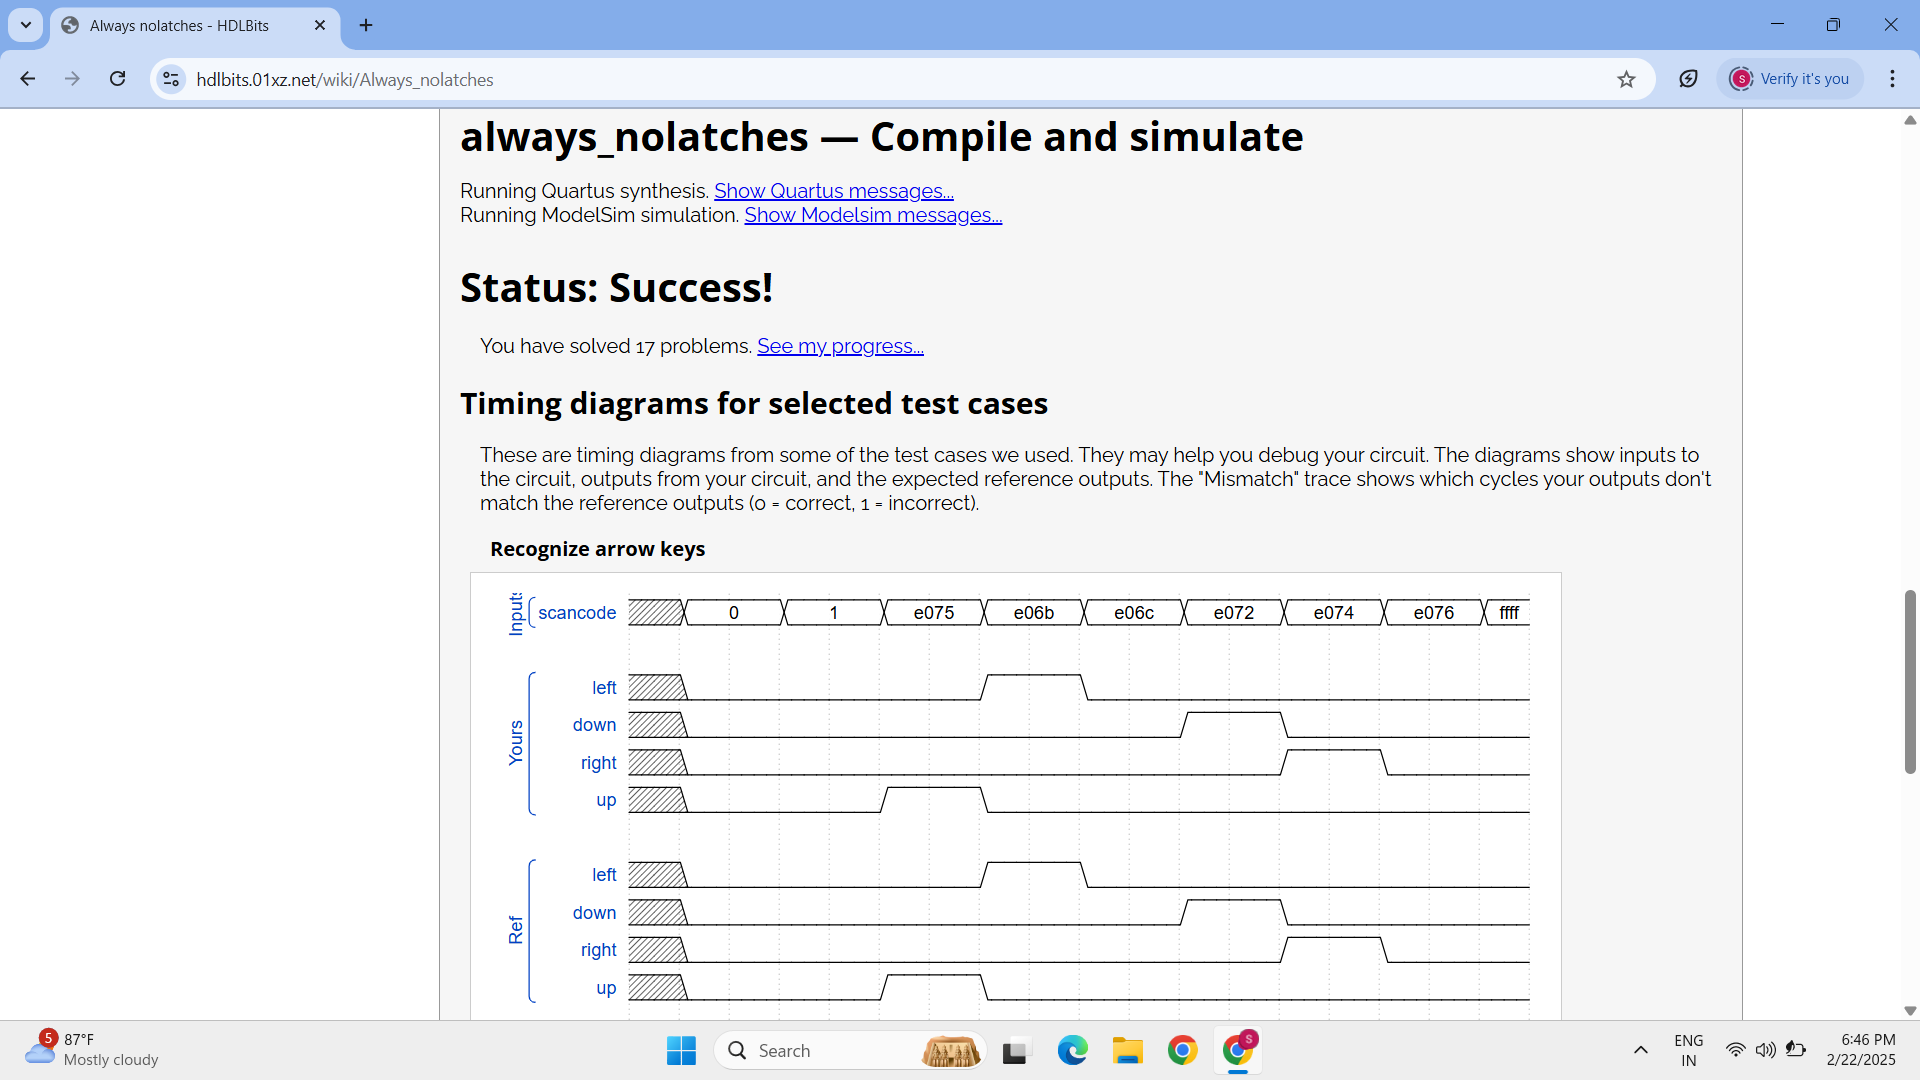 Always nolatches - HDLBits
hdlbits.01xz.net/wiki/Always_nolatches
S
Verify it's you
always_nolatches — Compile and simulate
Running Quartus synthesis. Show Quartus messages...
Running ModelSim simulation. Show Modelsim messages...
Status: Success!
You have solved 17 problems. See my progress...
Timing diagrams for selected test cases
These are timing diagrams from some of the test cases we used. They may help you debug your circuit. The diagrams show inputs to
the circuit, outputs from your circuit, and the expected reference outputs. The "Mismatch" trace shows which cycles your outputs don't
match the reference outputs (0 = correct, 1 = incorrect).
Recognize arrow keys
Inputs
scancode 0 1 e075 e06b e06c e072 e074 e076 ffff
Yours
left
down
right
up
Ref
left
down
right
up
5
87°F
Mostly cloudy
Search
S
ENG
IN
6:46 PM
2/22/2025